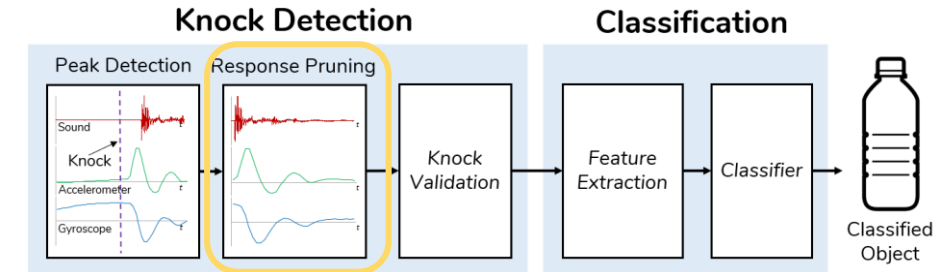 Knock Detection
Classification
Peak Detection
Response Pruning
Sound
t
Knock
Accelerometer
t
Gyroscope
t
t
t
t
Knock
Validation
Feature
Extraction
Classifier
Classified
Object